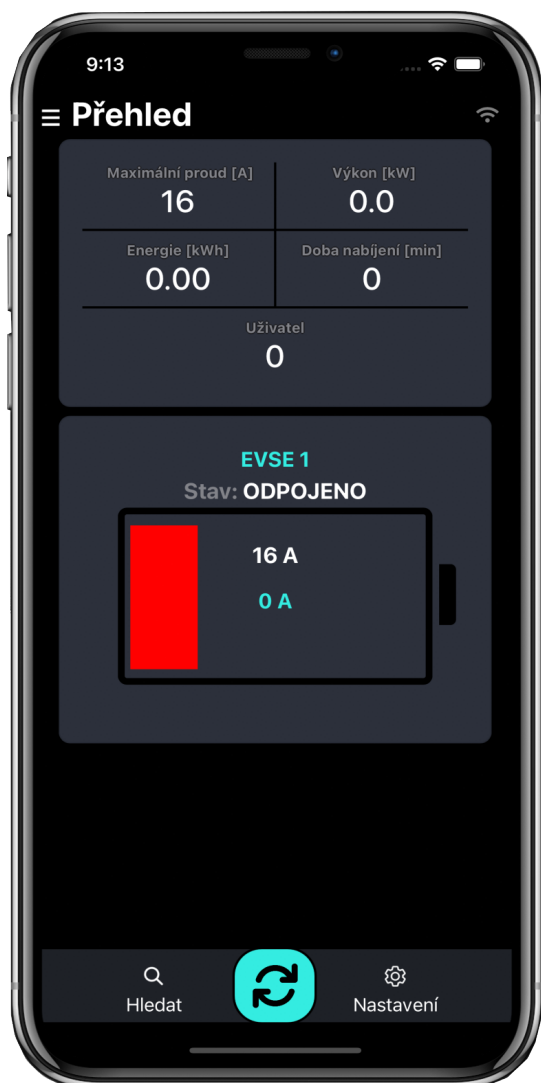 9:13
Přehled
Maximální proud [A]
16
Výkon [kW]
0.0
Energie [kWh]
0.00
Doba nabíjení [min]
0
Uživatel
0
EVSE 1
Stav: ODPOJENO
16 A
0 A
Hledat
Nastavení